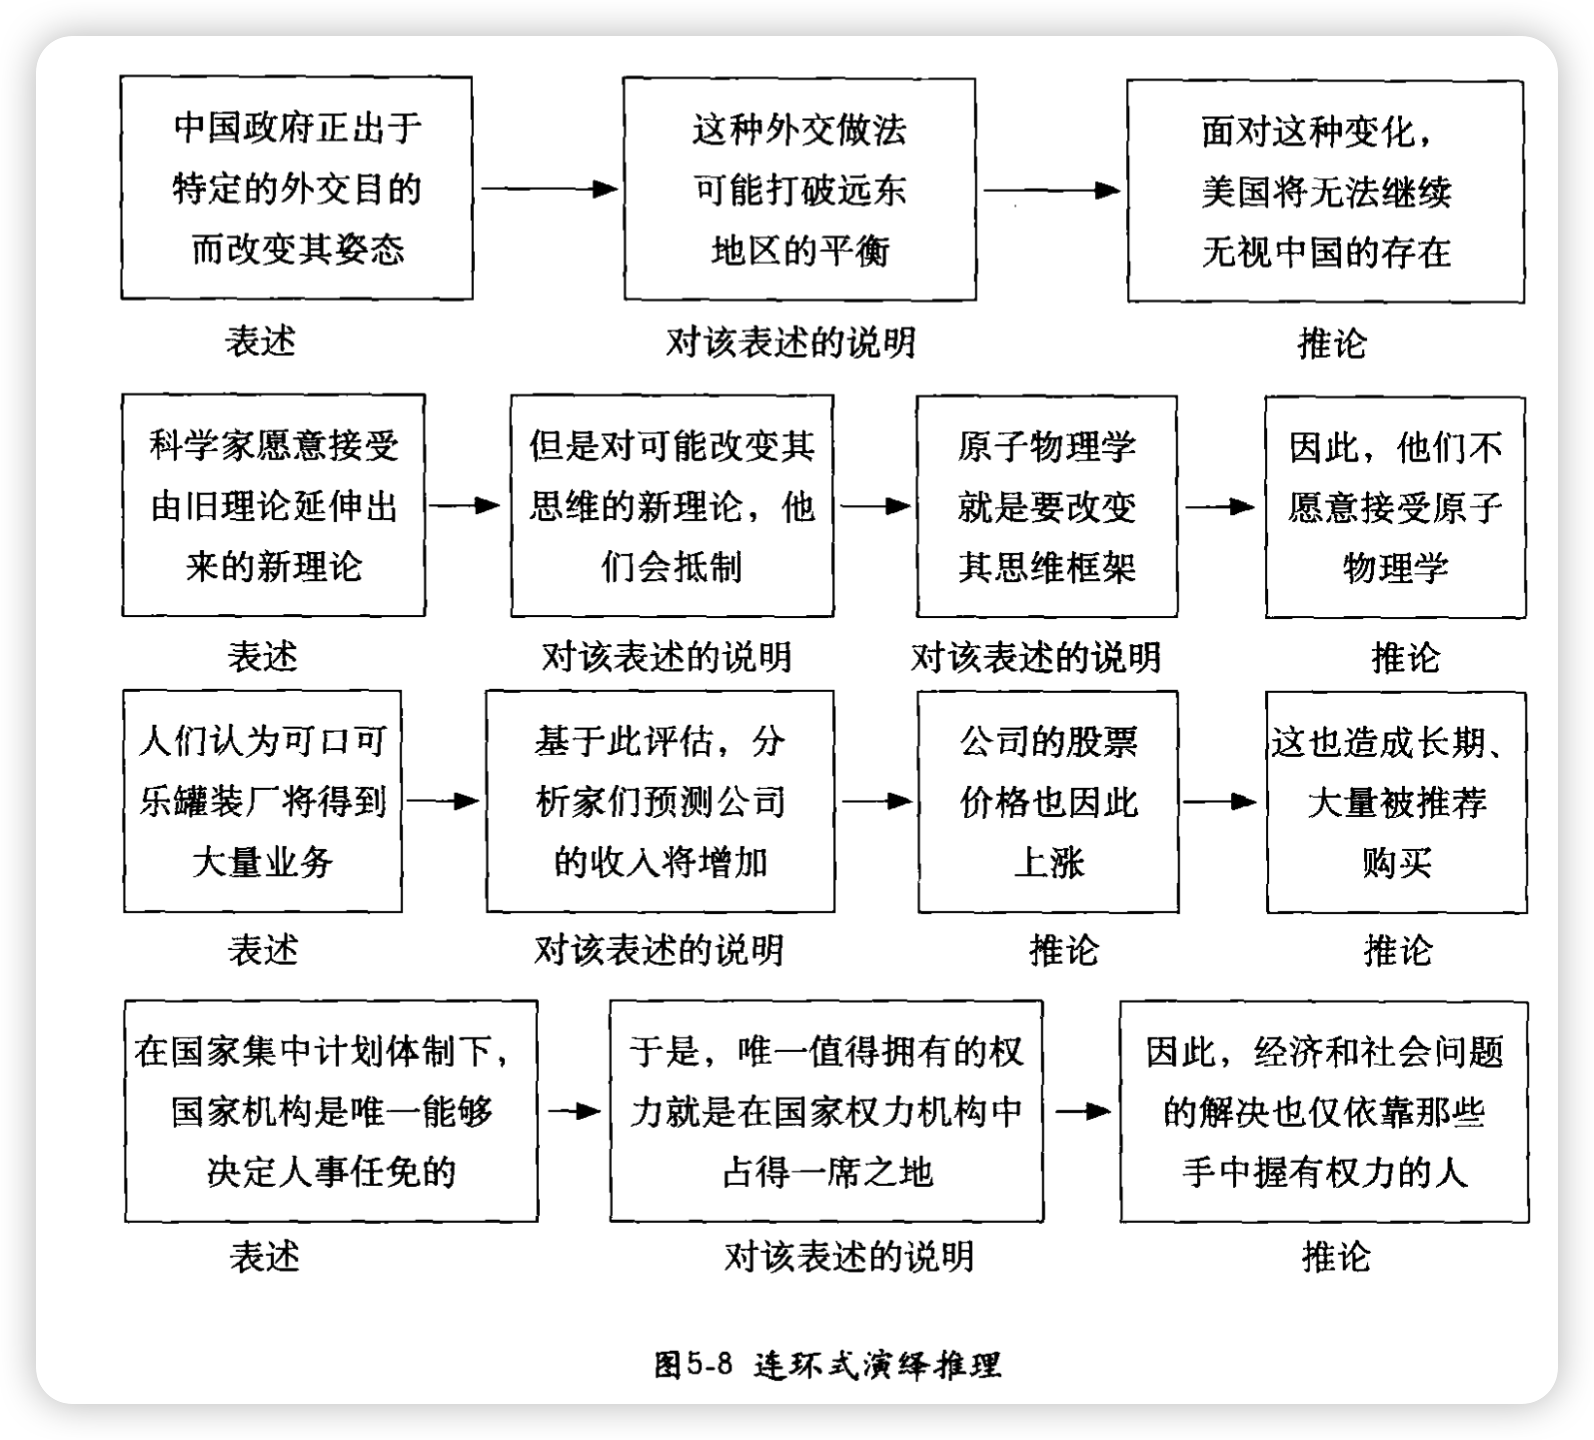 中国政府正出于
特定的外交目的
而改变其姿态
这种外交做法
可能打破远东
地区的平衡
面对这种变化，
美国将无法继续
无视中国的存在
表述
对该表述的说明
推论
科学家愿意接受
由旧理论延伸出
来的新理论
但是对可能改变其
思维的新理论，他
们会抵制
原子物理学
就是要改变
其思维框架
因此，他们不
愿意接受原子
物理学
表述
对该表述的说明
对该表述的说明
推论
人们认为可口可
乐罐装厂将得到
大量业务
基于此评估，分
析家们预测公司
的收入将增加
公司的股票
价格也因此
上涨
这也造成长期、
大量被推荐
购买
表述
对该表述的说明
推论
推论
在国家集中计划体制下，
国家机构是唯一能够
决定人事任免的
于是，唯一值得拥有的权
力就是在国家权力机构中
占得一席之地
因此，经济和社会问题
的解决也仅依靠那些
手中握有权力的人
表述
对该表述的说明
推论
图5-8 连环式演绎推理